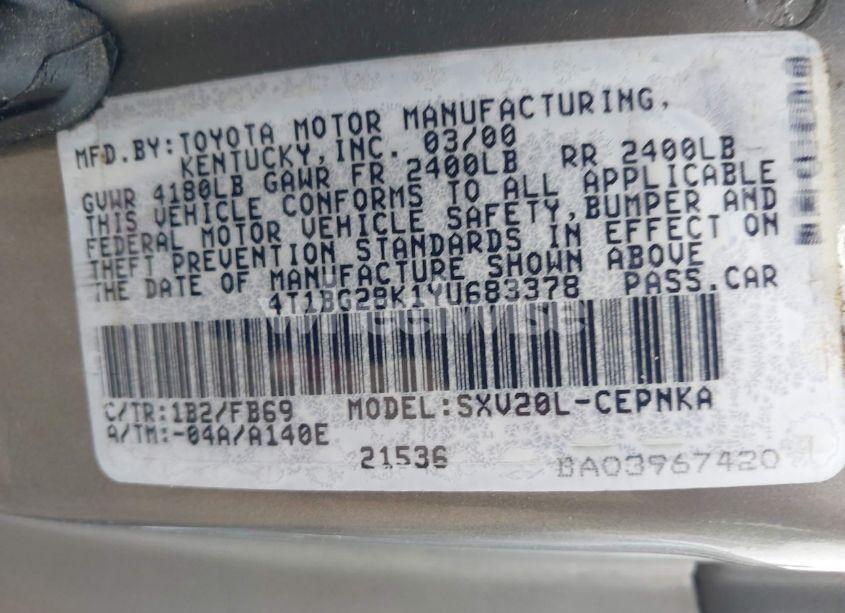 MFD.BY:TOYOTA MOTOR MANUFACTURING,
KENTUCKY,INC. 03/00
GVWR 4180LB GAWR FR 2400LB RR 2400LB
THIS VEHICLE CONFORMS TO ALL APPLICABLE
FEDERAL MOTOR VEHICLE SAFETY,BUMPER AND
THEFT PREVENTION STANDARDS IN EFFECT ON
THE DATE OF MANUFACTURE SHOWN ABOVE
4T1BG28K1YU683378 PASS.CAR
C/TR:1B2/FB69 MODEL:SXV20L-CEPNKA
A/TM:-04A/A140E
21536
BA03967420